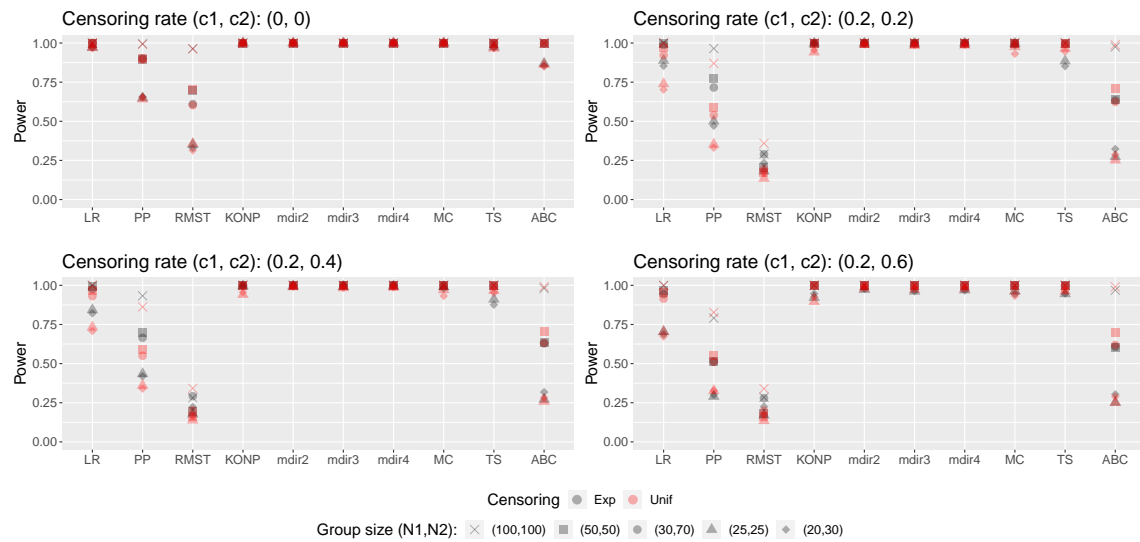 Censoring rate (c1, c2): (0, 0)
Power
1.00
0.75
0.50
0.25
0.00
LR PP RMST KONP mdir2 mdir3 mdir4 MC TS ABC
Censoring rate (c1, c2): (0.2, 0.2)
Power
1.00
0.75
0.50
0.25
0.00
LR PP RMST KONP mdir2 mdir3 mdir4 MC TS ABC
Censoring rate (c1, c2): (0.2, 0.4)
Power
1.00
0.75
0.50
0.25
0.00
LR PP RMST KONP mdir2 mdir3 mdir4 MC TS ABC
Censoring rate (c1, c2): (0.2, 0.6)
Power
1.00
0.75
0.50
0.25
0.00
LR PP RMST KONP mdir2 mdir3 mdir4 MC TS ABC
Censoring Exp Unif
Group size (N1,N2): (100,100) (50,50) (30,70) (25,25) (20,30)